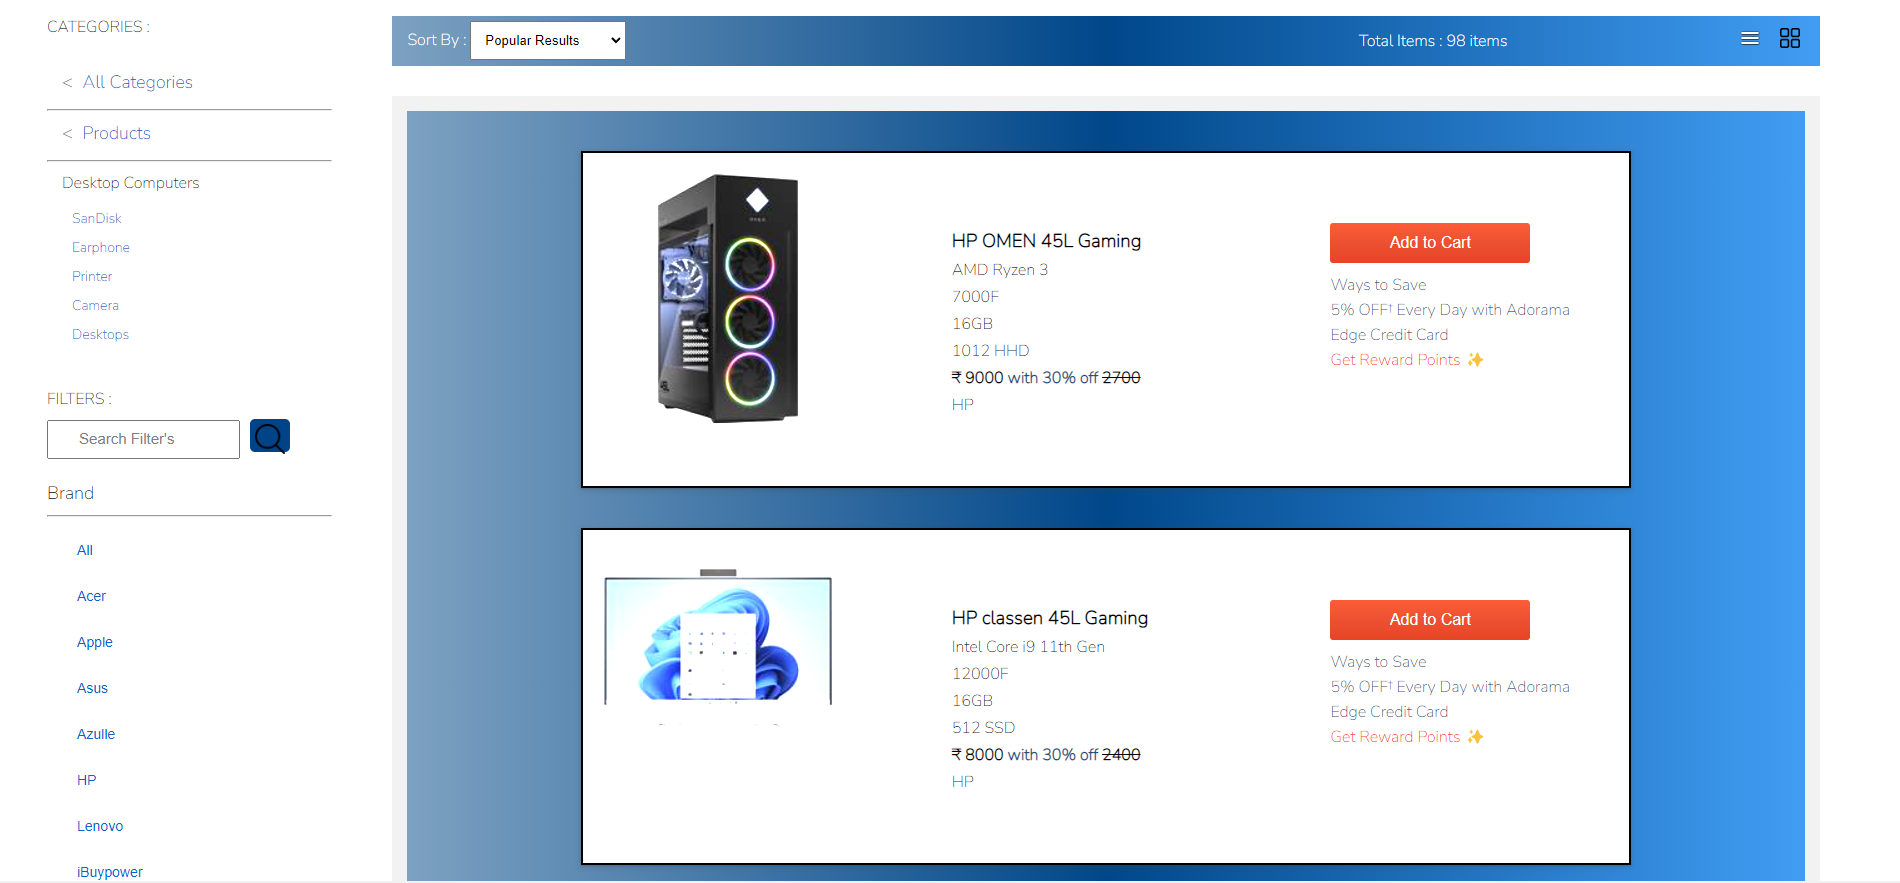 CATEGORIES :
< All Categories
< Products
Desktop Computers
SanDisk
Earphone
Printer
Camera
Desktops
FILTERS :
Search Filter's
Brand
All
Acer
Apple
Asus
Azulle
HP
Lenovo
iBuypower
Sort By : Popular Results
Total Items : 98 items
HP OMEN 45L Gaming
AMD Ryzen 3
7000F
16GB
1012 HHD
₹ 9000 with 30% off 2700
HP
Add to Cart
Ways to Save
5% OFF† Every Day with Adorama
Edge Credit Card
Get Reward Points ✨
HP classen 45L Gaming
Intel Core i9 11th Gen
12000F
16GB
512 SSD
₹ 8000 with 30% off 2400
HP
Add to Cart
Ways to Save
5% OFF† Every Day with Adorama
Edge Credit Card
Get Reward Points ✨